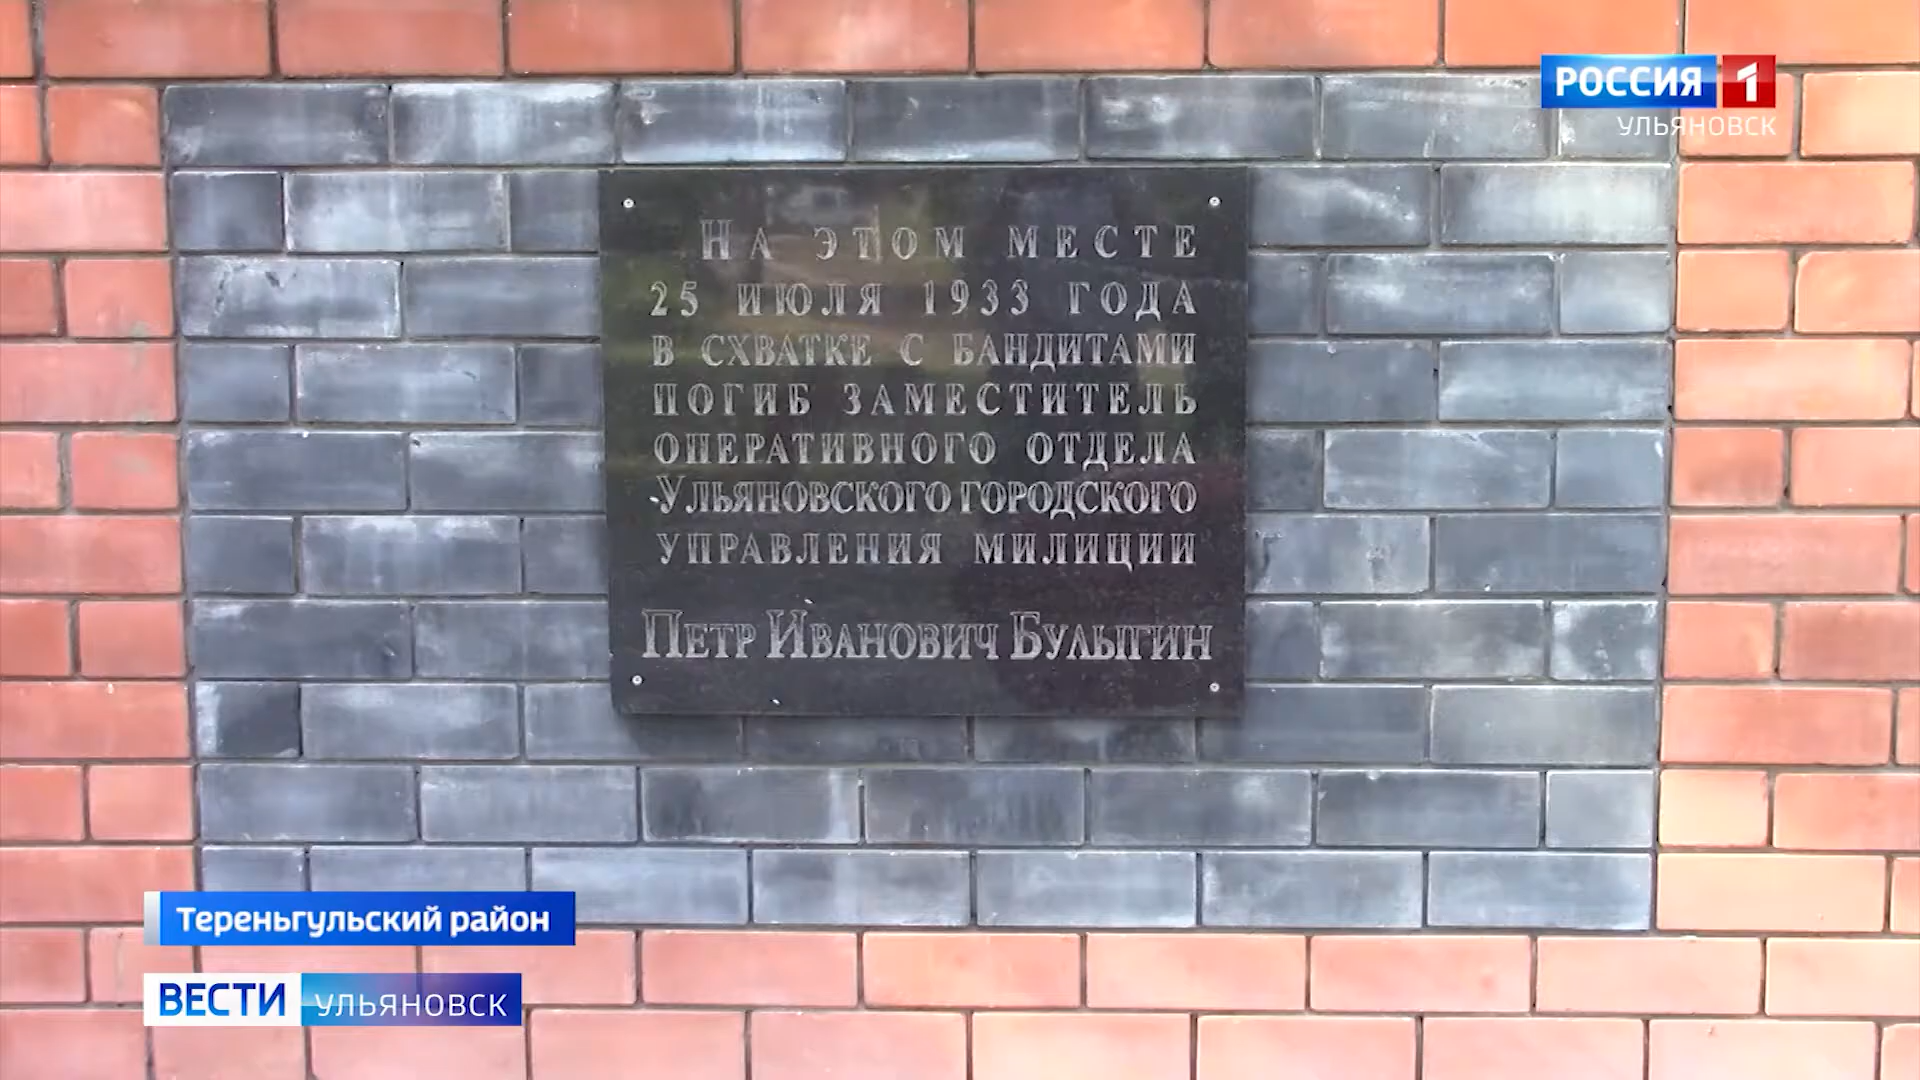 РОССИЯ 1
УЛЬЯНОВСК
На этом месте
25 июля 1933 года
в схватке с бандитами
погиб заместитель
оперативного отдела
Ульяновского городского
управления милиции
Петр Иванович Булыгин
Тереньгульский район
ВЕСТИ УЛЬЯНОВСК